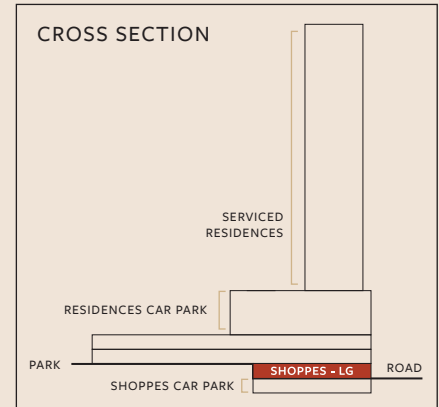 CROSS SECTION
SERVICED
RESIDENCES
RESIDENCES CAR PARK
PARK
SHOPPES - LG
ROAD
SHOPPES CAR PARK